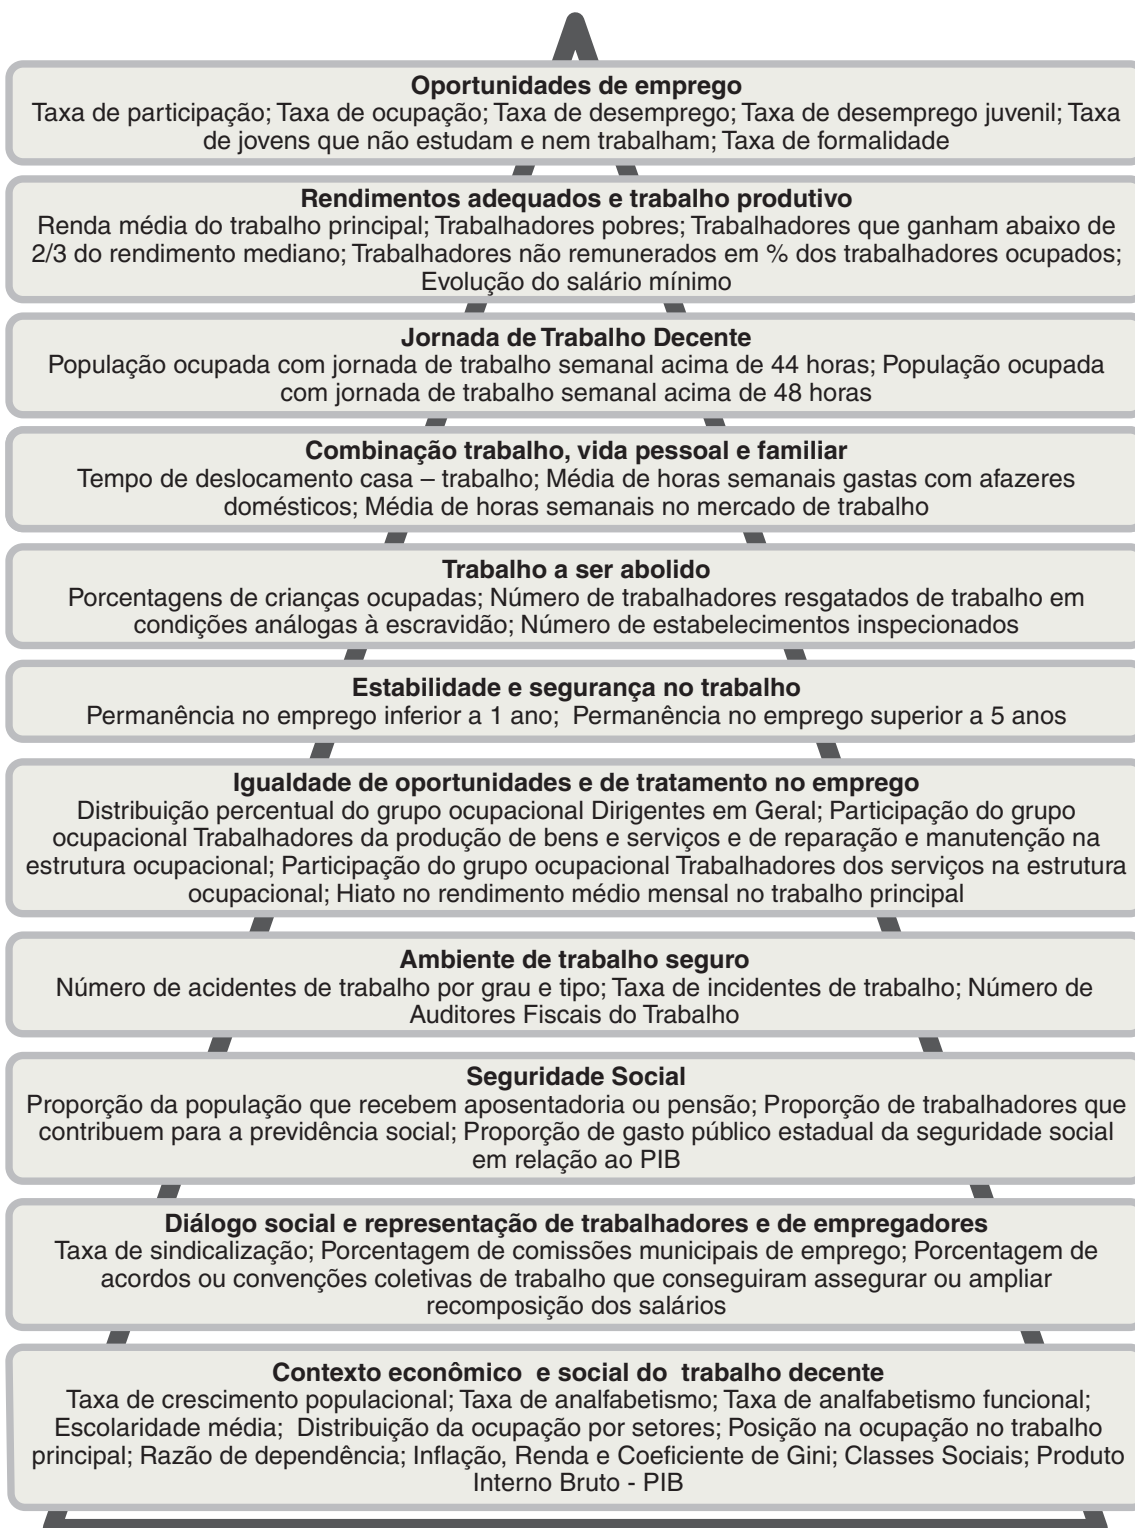 Oportunidades de emprego
Taxa de participação; Taxa de ocupação; Taxa de desemprego; Taxa de desemprego juvenil; Taxa
de jovens que não estudam e nem trabalham; Taxa de formalidade
Rendimentos adequados e trabalho produtivo
Renda média do trabalho principal; Trabalhadores pobres; Trabalhadores que ganham abaixo de
2/3 do rendimento mediano; Trabalhadores não remunerados em % dos trabalhadores ocupados;
Evolução do salário mínimo
Jornada de Trabalho Decente
População ocupada com jornada de trabalho semanal acima de 44 horas; População ocupada
com jornada de trabalho semanal acima de 48 horas
Combinação trabalho, vida pessoal e familiar
Tempo de deslocamento casa – trabalho; Média de horas semanais gastas com afazeres
domésticos; Média de horas semanais no mercado de trabalho
Trabalho a ser abolido
Porcentagens de crianças ocupadas; Número de trabalhadores resgatados de trabalho em
condições análogas à escravidão; Número de estabelecimentos inspecionados
Estabilidade e segurança no trabalho
Permanência no emprego inferior a 1 ano;  Permanência no emprego superior a 5 anos
Igualdade de oportunidades e de tratamento no emprego
Distribuição percentual do grupo ocupacional Dirigentes em Geral; Participação do grupo
ocupacional Trabalhadores da produção de bens e serviços e de reparação e manutenção na
estrutura ocupacional; Participação do grupo ocupacional Trabalhadores dos serviços na estrutura
ocupacional; Hiato no rendimento médio mensal no trabalho principal
Ambiente de trabalho seguro
Número de acidentes de trabalho por grau e tipo; Taxa de incidentes de trabalho; Número de
Auditores Fiscais do Trabalho
Seguridade Social
Proporção da população que recebem aposentadoria ou pensão; Proporção de trabalhadores que
contribuem para a previdência social; Proporção de gasto público estadual da seguridade social
em relação ao PIB
Diálogo social e representação de trabalhadores e de empregadores
Taxa de sindicalização; Porcentagem de comissões municipais de emprego; Porcentagem de
acordos ou convenções coletivas de trabalho que conseguiram assegurar ou ampliar
recomposição dos salários
Contexto econômico  e social do  trabalho decente
Taxa de crescimento populacional; Taxa de analfabetismo; Taxa de analfabetismo funcional;
Escolaridade média;  Distribuição da ocupação por setores; Posição na ocupação no trabalho
principal; Razão de dependência; Inflação, Renda e Coeficiente de Gini; Classes Sociais; Produto
Interno Bruto - PIB